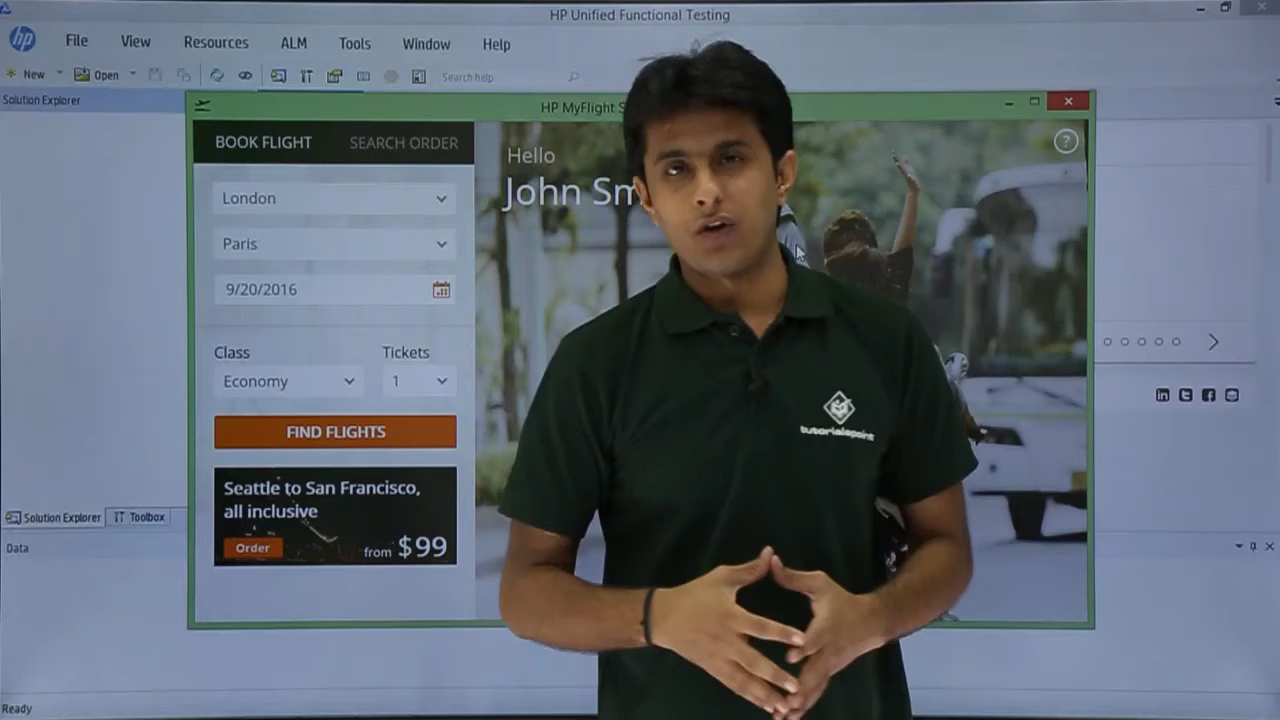 HP Unified Functional Testing
hp
File View Resources ALM Tools Window Help
New Open Search help
Solution Explorer
HP MyFlight
BOOK FLIGHT SEARCH ORDER
?
Hello
John
London
Paris
9/20/2016
Class Tickets
Economy 1
FIND FLIGHTS
Seattle to San Francisco,
all inclusive
Order from $99
tutorialspoint
Solution Explorer Toolbox
Data
Ready